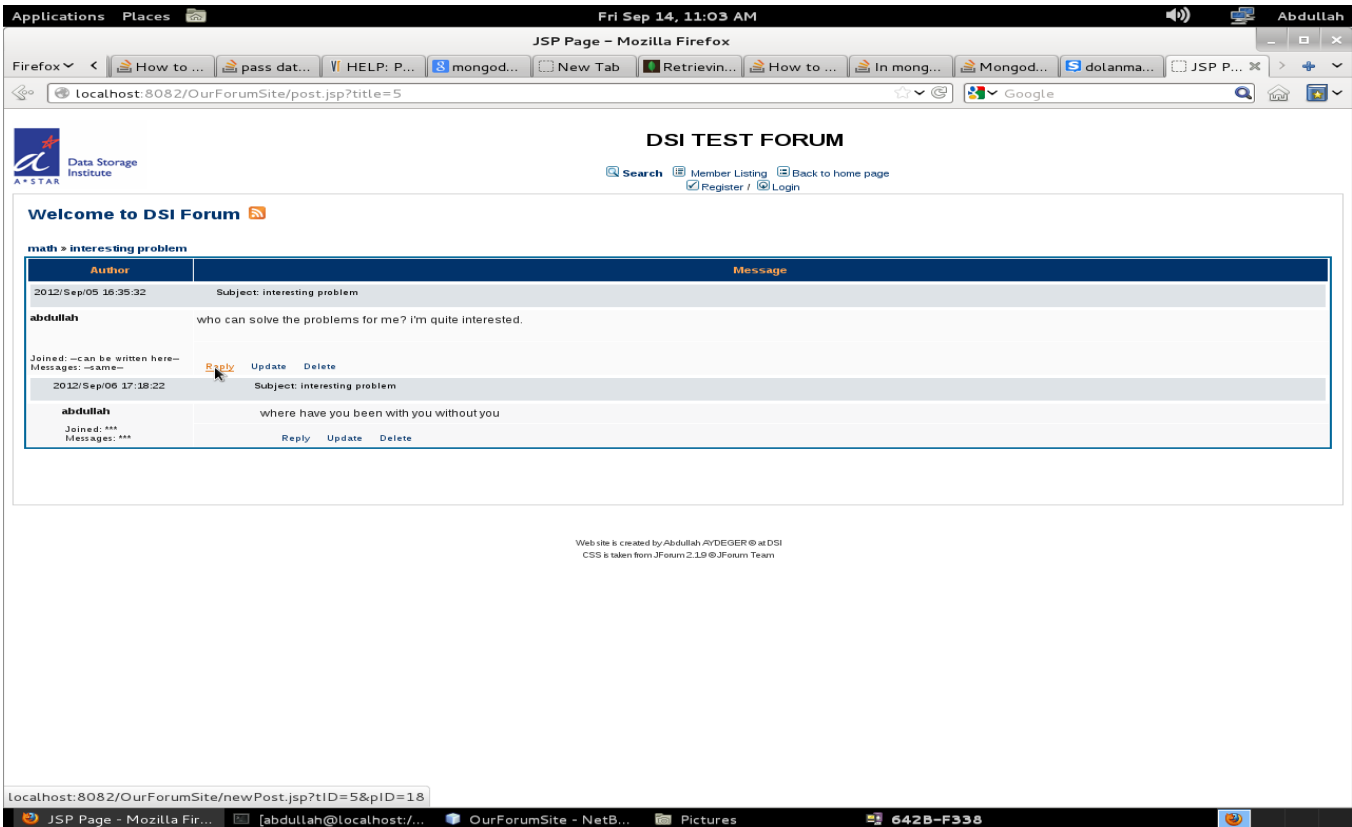 Applications Places Fri Sep 14, 11:03 AM Abdullah
JSP Page - Mozilla Firefox
Firefox How to ... pass dat... HELP: P... mongod... New Tab Retrievin... How to ... In mong... Mongod... dolanma... JSP P...
localhost:8082/OurForumSite/post.jsp?title=5 Google
A*STAR Data Storage Institute
DSI TEST FORUM
Search Member Listing Back to home page
Register / Login
Welcome to DSI Forum
math » interesting problem
Author Message
2012/Sep/05 16:35:32 Subject: interesting problem
abdullah who can solve the problems for me? i'm quite interested.
Joined: --can be written here--
Messages: --same-- Reply Update Delete
2012/Sep/06 17:18:22 Subject: interesting problem
abdullah where have you been with you without you
Joined: ***
Messages: *** Reply Update Delete
Web site is created by Abdullah AYDEGER ® at DSI
CSS is taken from JForum 2.1.9 © JForum Team
localhost:8082/OurForumSite/newPost.jsp?tID=5&pID=18
JSP Page - Mozilla Fir... [abdullah@localhost:/... OurForumSite - NetB... Pictures 642B-F338